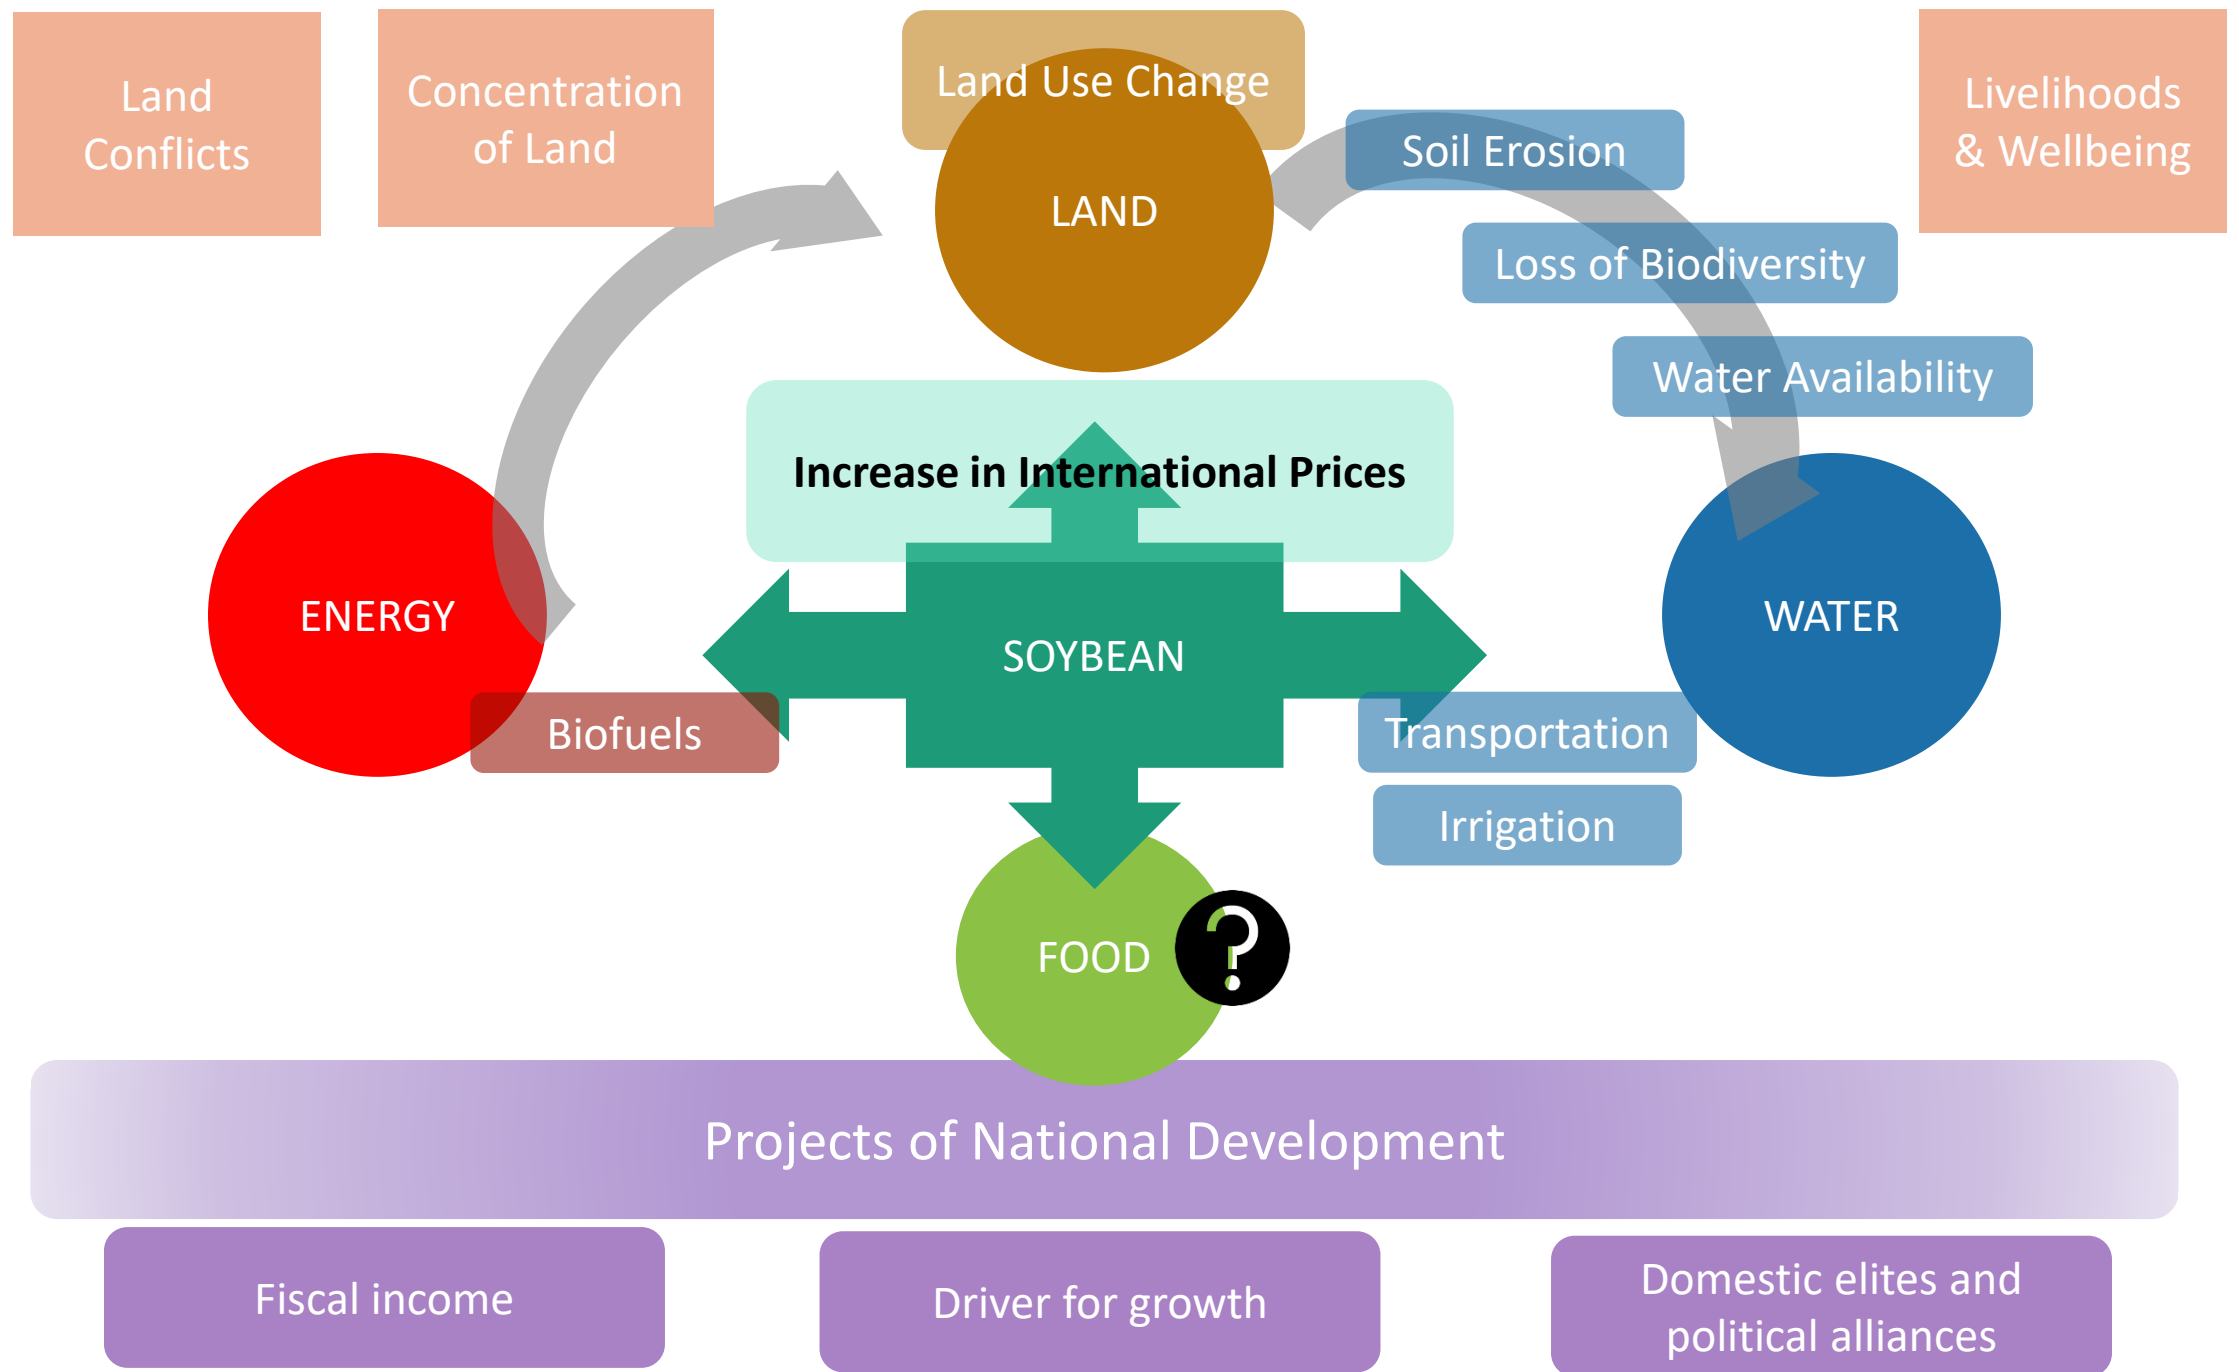 Land
Conflicts
Concentration
of Land
Land Use Change
LAND
Soil Erosion
Loss of Biodiversity
Water Availability
Livelihoods
& Wellbeing
Increase in International Prices
ENERGY
SOYBEAN
WATER
Biofuels
Transportation
Irrigation
FOOD
?
Projects of National Development
Fiscal income
Driver for growth
Domestic elites and
political alliances